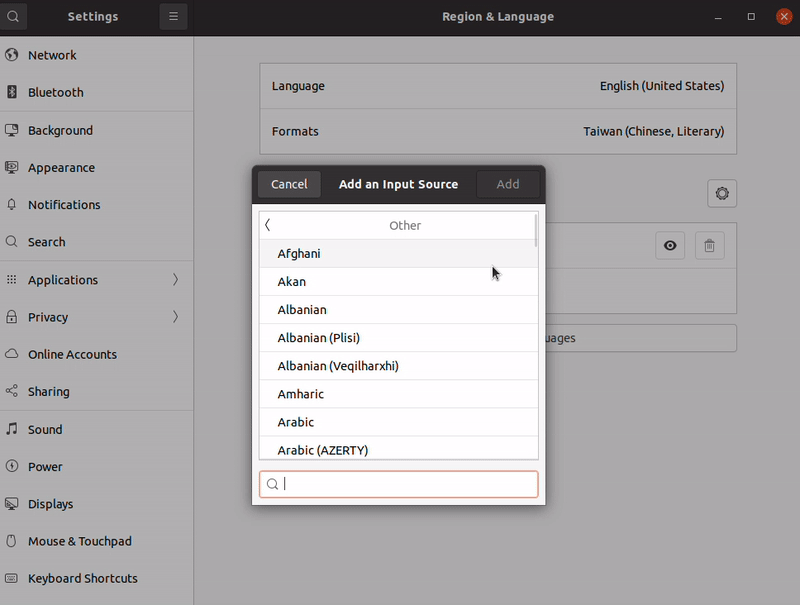 Settings
Region & Language
Network
Bluetooth
Background
Appearance
Notifications
Search
Applications
Privacy
Online Accounts
Sharing
Sound
Power
Displays
Mouse & Touchpad
Keyboard Shortcuts
Language English (United States)
Formats Taiwan (Chinese, Literary)
Cancel Add an Input Source Add
Other
Afghani
Akan
Albanian
Albanian (Plisi)
Albanian (Veqilharxhi)
Amharic
Arabic
Arabic (AZERTY)